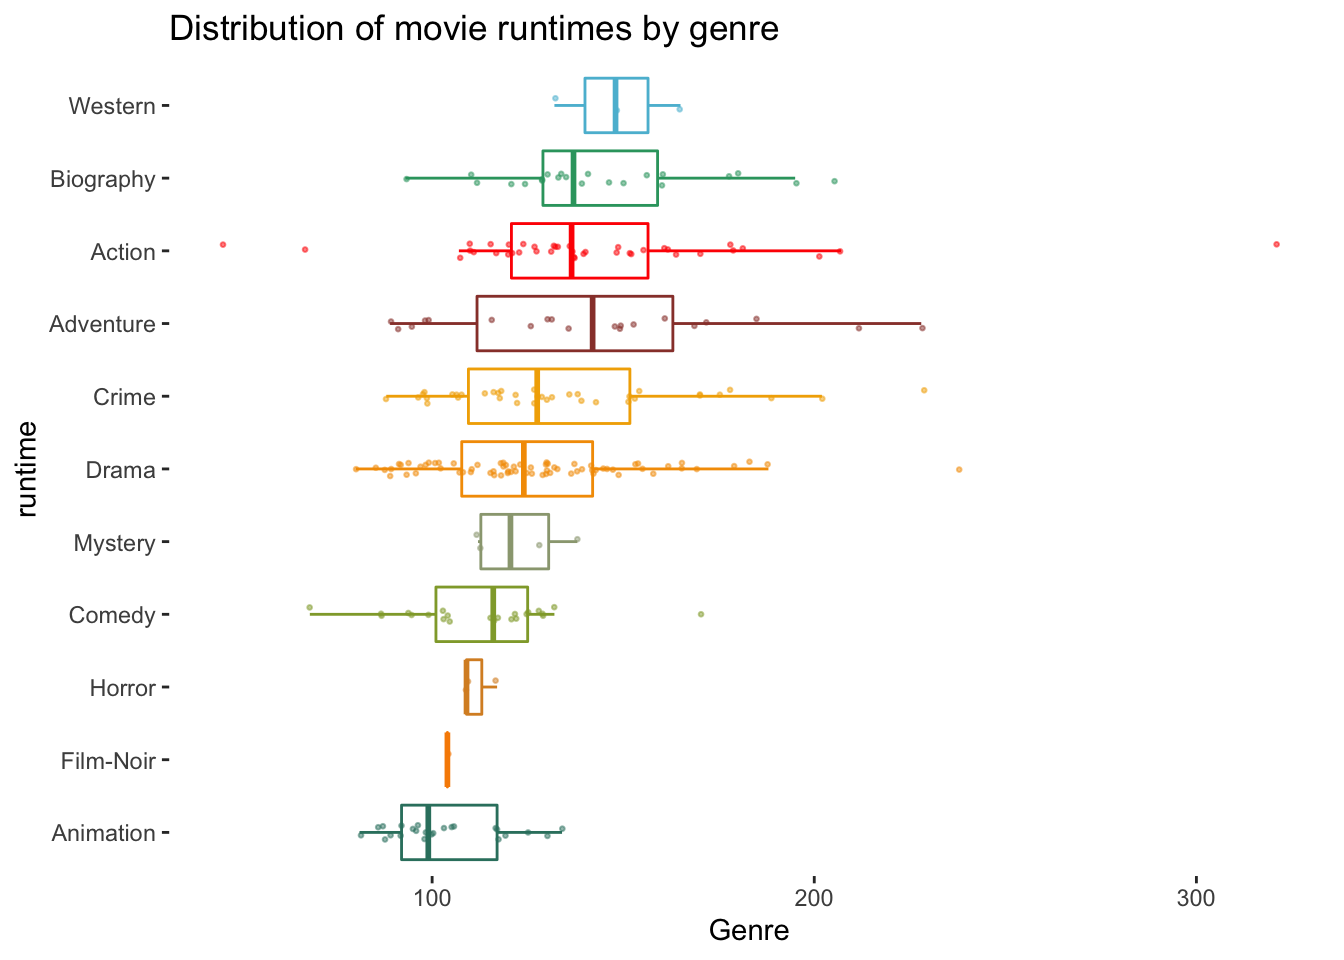 Distribution of movie runtimes by genre
Western
Biography
Action
Adventure
Crime
Drama
Mystery
Comedy
Horror
Film-Noir
Animation
runtime
100
200
300
Genre